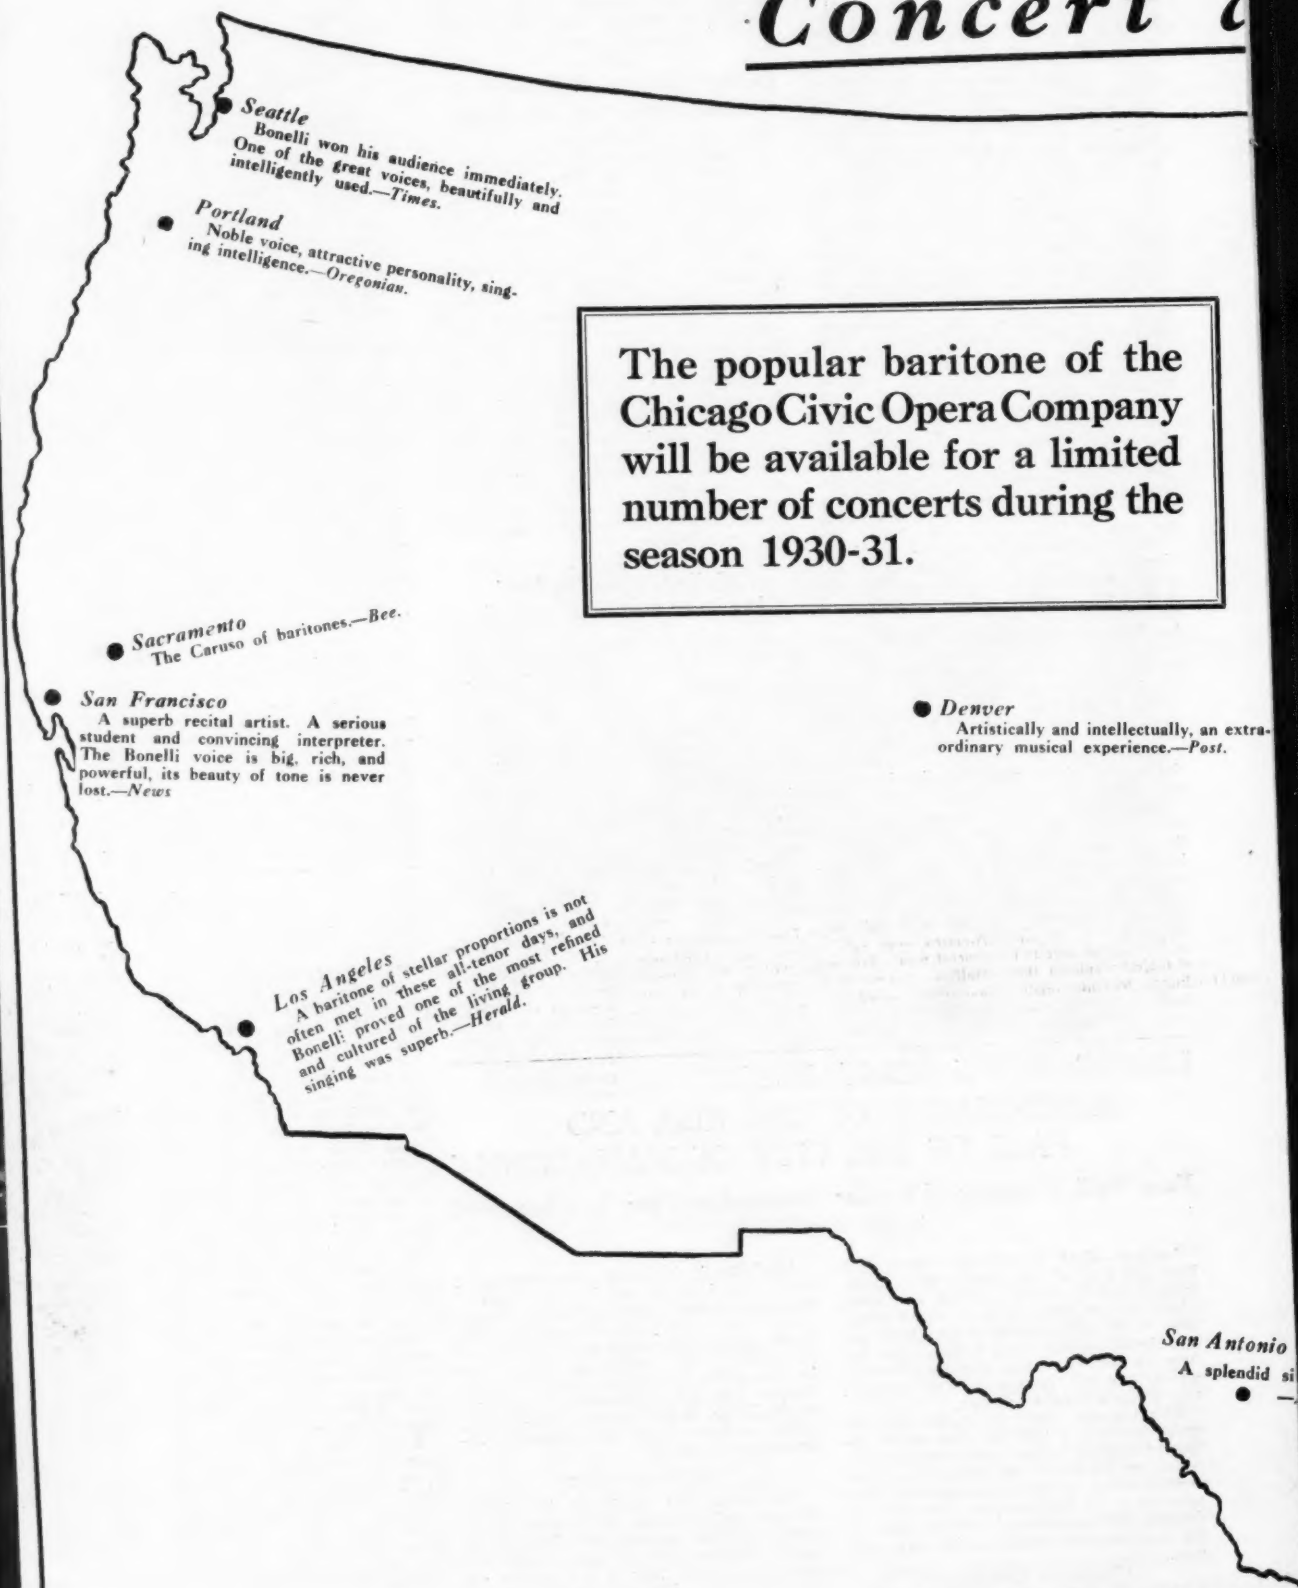 Concert
Seattle
Bonelli won his audience immediately.
One of the great voices, beautifully and
intelligently used.—Times.
Portland
Noble voice, attractive personality, sing-
ing intelligence.—Oregonian.
The popular baritone of the
Chicago Civic Opera Company
will be available for a limited
number of concerts during the
season 1930-31.
Sacramento
The Caruso of baritones.—Bee.
San Francisco
A superb recital artist. A serious
student and convincing interpreter.
The Bonelli voice is big, rich, and
powerful, its beauty of tone is never
lost.—News
Denver
Artistically and intellectually, an extra-
ordinary musical experience.—Post.
Los Angeles
A baritone of stellar proportions is not
often met in these all-tenor days, and
Bonelli proved one of the most refined
and cultured of the living group. His
singing was superb.—Herald.
San Antonio
A splendid si